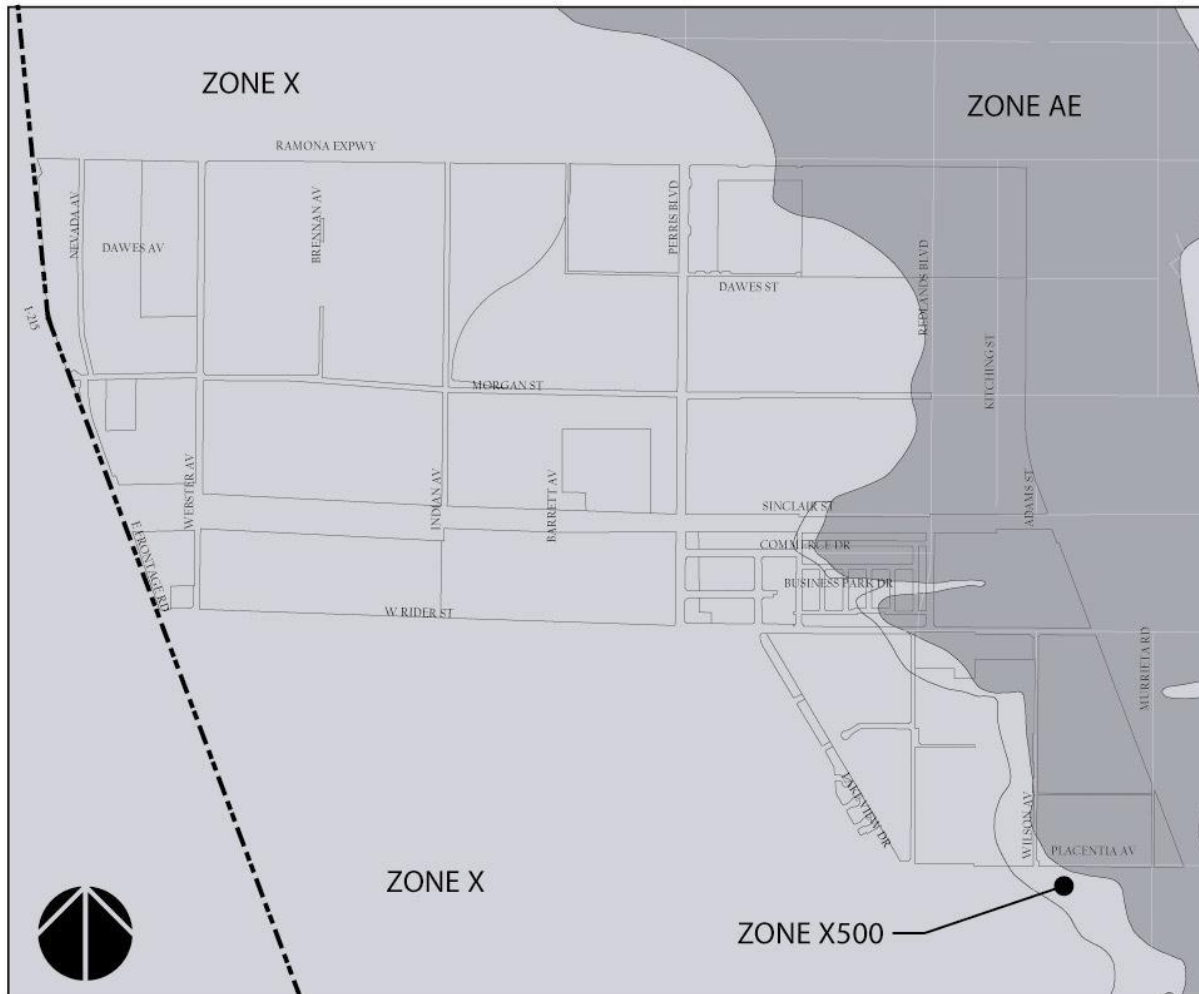 ZONE X
ZONE AE
RAMONA EXPWY
NEVADA AV
BRENNAN AV
PERRIS BLVD
DAWES AV
REDLANDS BLVD
DAWES ST
I-215
KITCHING ST
MORGAN ST
WEBSTER AV
INDIAN AV
BARRETT AV
SINCLAIR ST
ADAMS ST
COMMERCE DR
E FRONTAGE RD
BUSINESS PARK DR
W RIDER ST
MURRIETA RD
LAKEVIEW DR
WILSON AV
PLACENTIA AV
ZONE X
ZONE X500